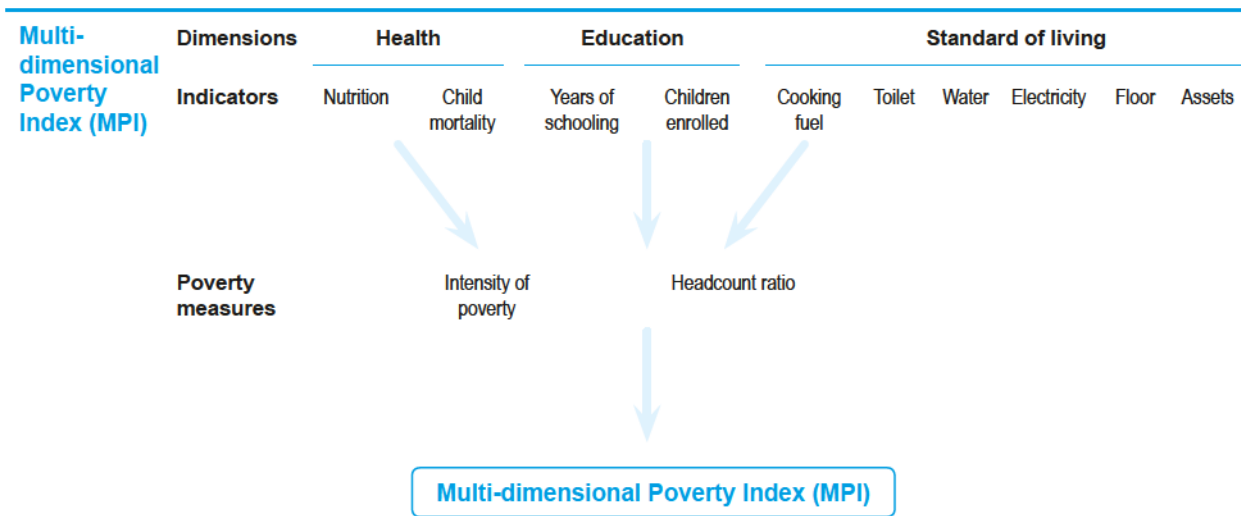 Multi-
dimensional
Poverty
Index (MPI)
Dimensions Health Education Standard of living
Indicators Nutrition Child mortality Years of schooling Children enrolled Cooking fuel Toilet Water Electricity Floor Assets
Poverty measures Intensity of poverty Headcount ratio
Multi-dimensional Poverty Index (MPI)